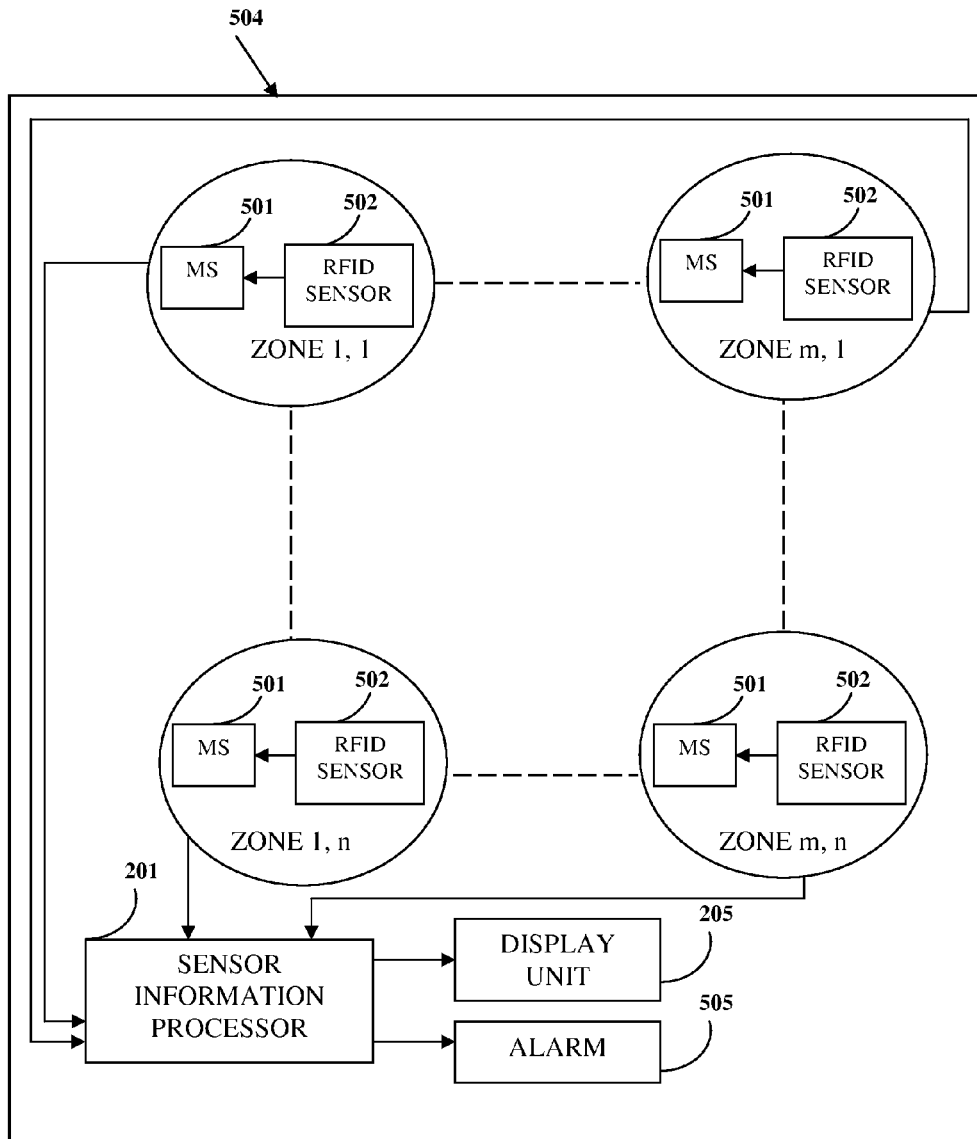 504
501
502
MS
RFID
SENSOR
ZONE 1, 1
501
502
MS
RFID
SENSOR
ZONE m, 1
501
502
MS
RFID
SENSOR
ZONE 1, n
501
502
MS
RFID
SENSOR
ZONE m, n
201
SENSOR
INFORMATION
PROCESSOR
205
DISPLAY
UNIT
505
ALARM